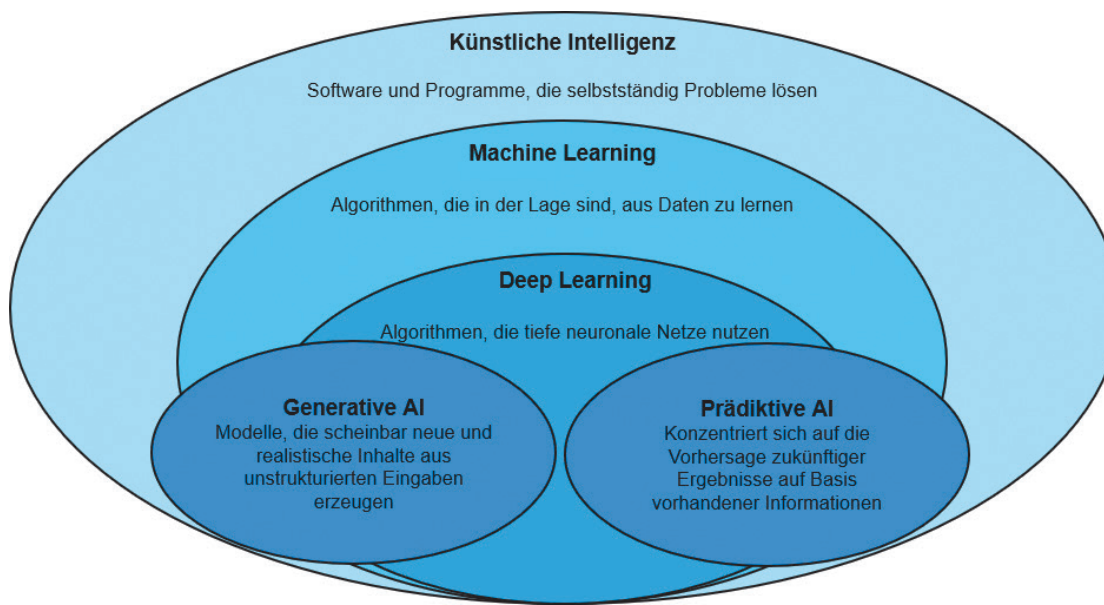 Künstliche Intelligenz
Software und Programme, die selbstständig Probleme lösen
Machine Learning
Algorithmen, die in der Lage sind, aus Daten zu lernen
Deep Learning
Algorithmen, die tiefe neuronale Netze nutzen
Generative AI
Modelle, die scheinbar neue und
realistische Inhalte aus
unstrukturierten Eingaben
erzeugen
Prädiktive AI
Konzentriert sich auf die
Vorhersage zukünftiger
Ergebnisse auf Basis
vorhandener Informationen